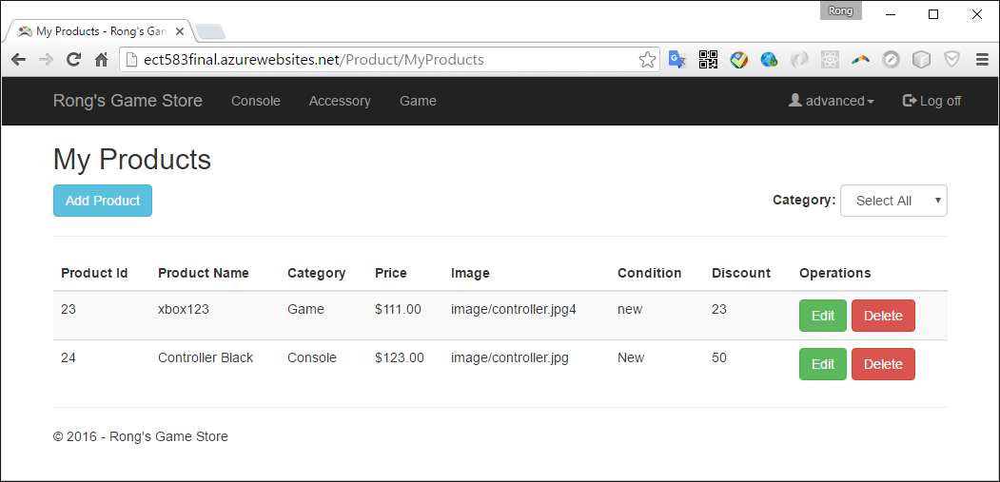 Rong
My Products - Rong's Gam
ect583final.azurewebsites.net/Product/MyProducts
Rong's Game Store Console Accessory Game advanced Log off
My Products
Add Product Category: Select All
Product Id Product Name Category Price Image Condition Discount Operations
23 xbox123 Game $111.00 image/controller.jpg4 new 23 Edit Delete
24 Controller Black Console $123.00 image/controller.jpg New 50 Edit Delete
© 2016 - Rong's Game Store